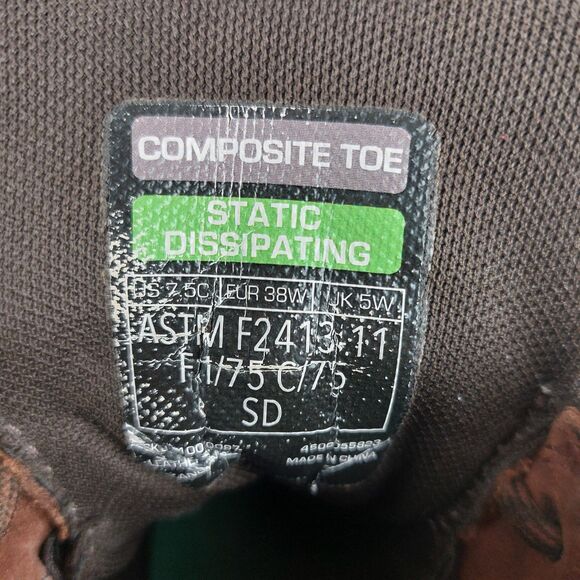 COMPOSITE TOE
STATIC
DISSIPATING
US 7.5C EUR 38W UK 5W
ASTM F2413-11
F I/75 C/75
SD
MADE IN CHINA